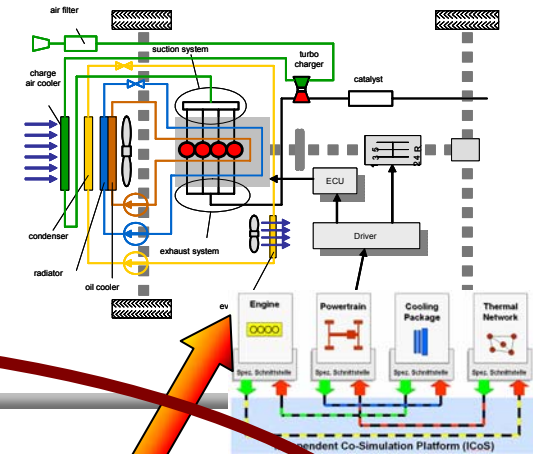 air filter
suction system
turbo
charger
catalyst
charge
air cooler
1 3 5
2 4 R
ECU
Driver
condenser
radiator
oil cooler
exhaust system
Engine
Powertrain
Cooling
Package
Thermal
Network
Spez. Schnittstelle
Spez. Schnittstelle
Spez. Schnittstelle
Spez. Schnittstelle
Co-Simulation Platform (ICoS)